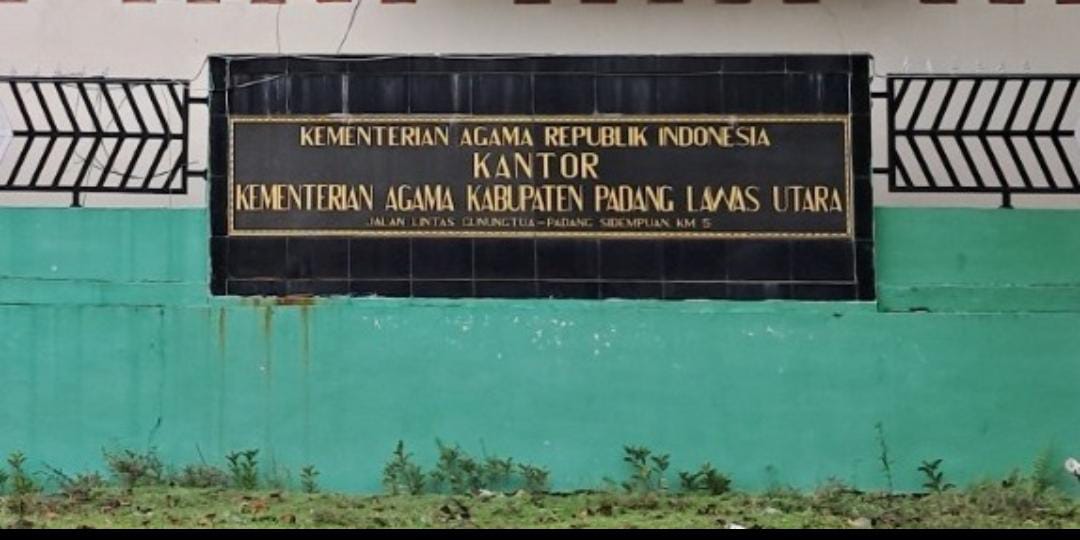 KEMENTERIAN AGAMA REPUBLIK INDONESIA
KANTOR
KEMENTERIAN AGAMA KABUPATEN PADANG LAWAS UTARA
JALAN LINTAS GUNUNGTUA-PADANG SIDEMPUAN. KM 5